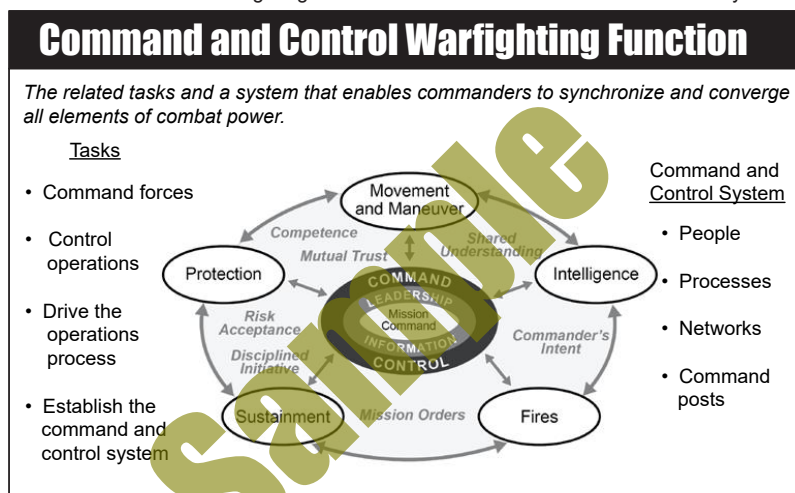 Command and Control Warfighting Function
The related tasks and a system that enables commanders to synchronize and converge
all elements of combat power.
Tasks
• Command forces
• Control
operations
• Drive the
operations
process
• Establish the
command and
control system
Movement
and Maneuver
Competence
Mutual Trust
Shared
Understanding
Protection
Intelligence
COMMAND
LEADERSHIP
Mission
Command
INFORMATION
CONTROL
Risk
Acceptance
Disciplined
Initiative
Commander's
Intent
Sustainment
Mission Orders
Fires
Command and
Control System
• People
• Processes
• Networks
• Command
posts
Sample